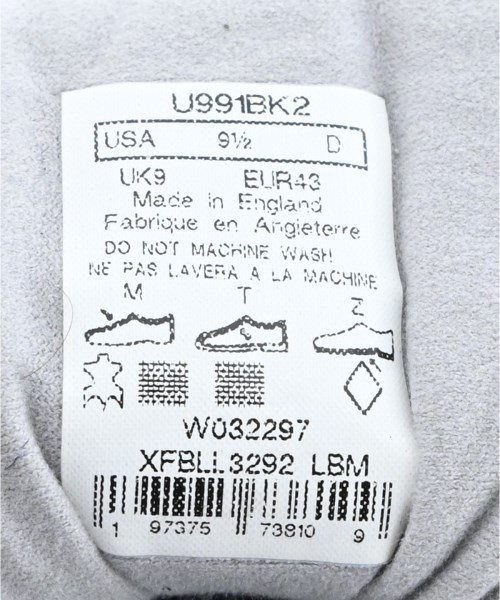 U991BK2
USA 9½ D
UK9 EUR43
Made in England
Fabrique en Angleterre
DO NOT MACHINE WASH
NE PAS LAVERA A LA MACHINE
M T Z
W032297
XFBLL3292 LBM
1 97375 73810 9